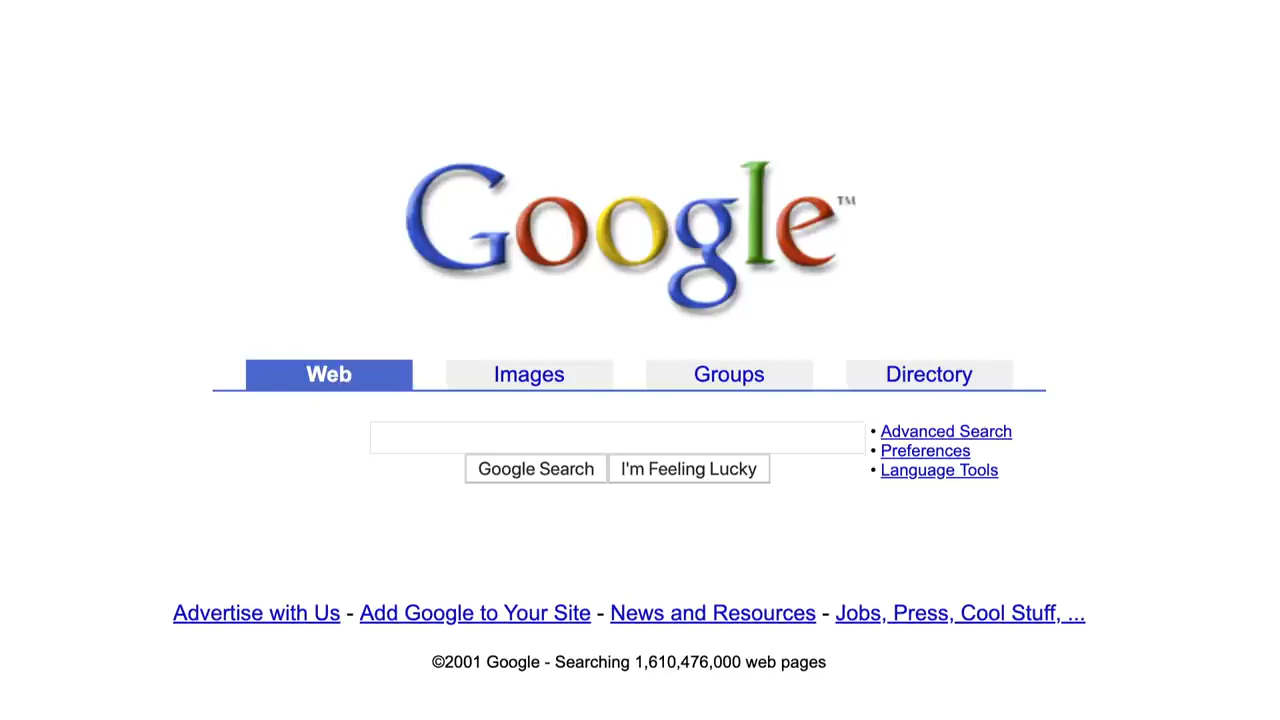 Google™
Web Images Groups Directory
• Advanced Search
• Preferences
• Language Tools
Google Search I'm Feeling Lucky
Advertise with Us - Add Google to Your Site - News and Resources - Jobs, Press, Cool Stuff, ...
©2001 Google - Searching 1,610,476,000 web pages